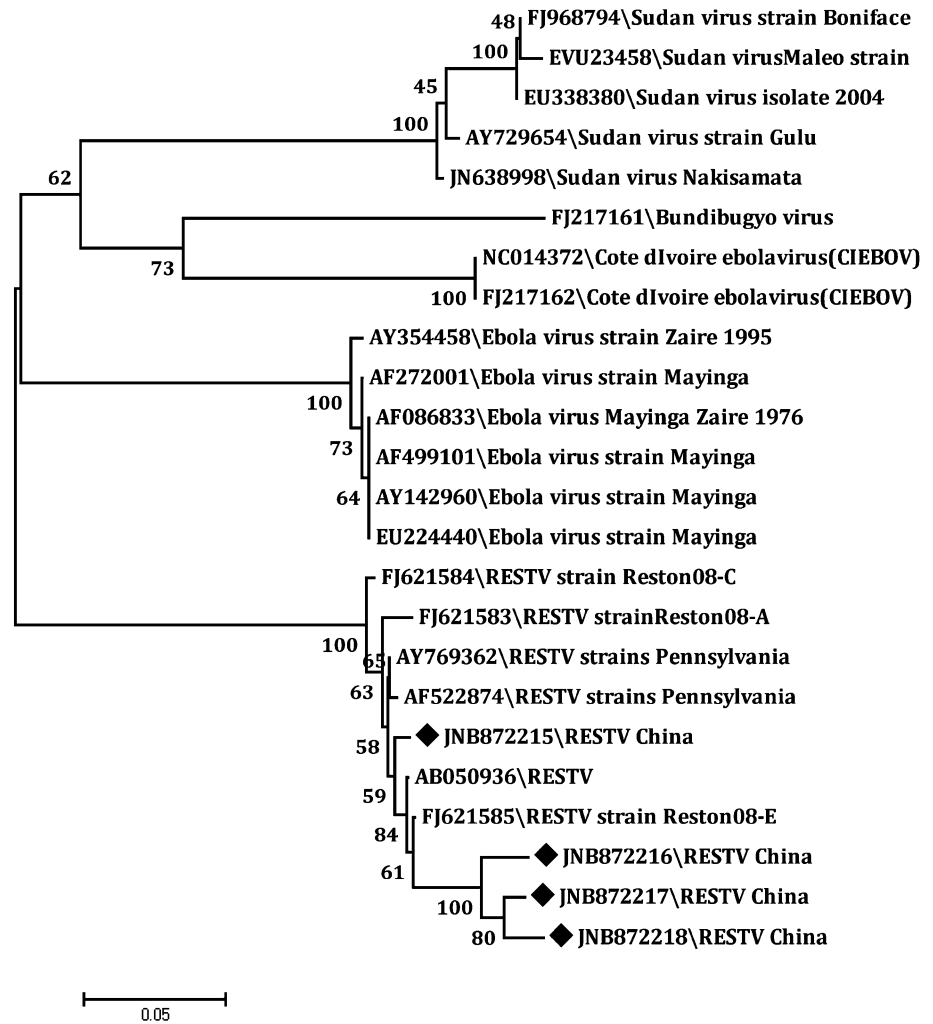 48
FJ968794\Sudan virus strain Boniface
100
EVU23458\Sudan virusMaleo strain
45
EU338380\Sudan virus isolate 2004
100
AY729654\Sudan virus strain Gulu
62
JN638998\Sudan virus Nakisamata
FJ217161\Bundibugyo virus
73
NC014372\Cote dIvoire ebolavirus(CIEBOV)
100
FJ217162\Cote dIvoire ebolavirus(CIEBOV)
AY354458\Ebola virus strain Zaire 1995
AF272001\Ebola virus strain Mayinga
100
AF086833\Ebola virus Mayinga Zaire 1976
73
AF499101\Ebola virus strain Mayinga
64
AY142960\Ebola virus strain Mayinga
EU224440\Ebola virus strain Mayinga
FJ621584\RESTV strain Reston08-C
FJ621583\RESTV strainReston08-A
100
65
AY769362\RESTV strains Pennsylvania
63
AF522874\RESTV strains Pennsylvania
58
JNB872215\RESTV China
AB050936\RESTV
59
FJ621585\RESTV strain Reston08-E
84
JNB872216\RESTV China
61
JNB872217\RESTV China
100
80
JNB872218\RESTV China
0.05